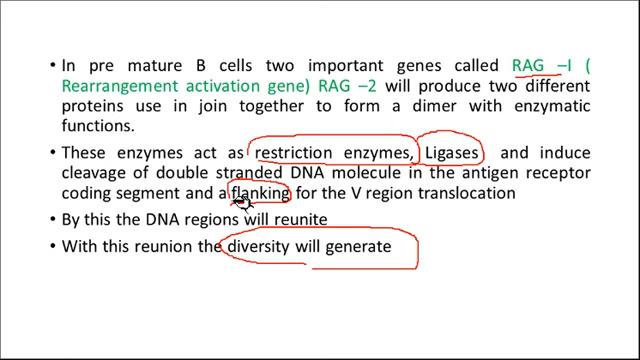 • In pre mature B cells two important genes called RAG –I (
Rearrangement activation gene) RAG –2 will produce two different
proteins use in join together to form a dimer with enzymatic
functions.
• These enzymes act as restriction enzymes, Ligases and induce
cleavage of double stranded DNA molecule in the antigen receptor
coding segment and a flanking for the V region translocation
• By this the DNA regions will reunite
• With this reunion the diversity will generate